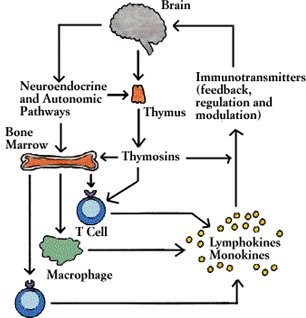 Brain
Neuroendocrine
and Autonomic
Pathways
Thymus
Immunotransmitters
(feedback,
regulation and
modulation)
Bone
Marrow
Thymosins
T Cell
Macrophage
Lymphokines
Monokines